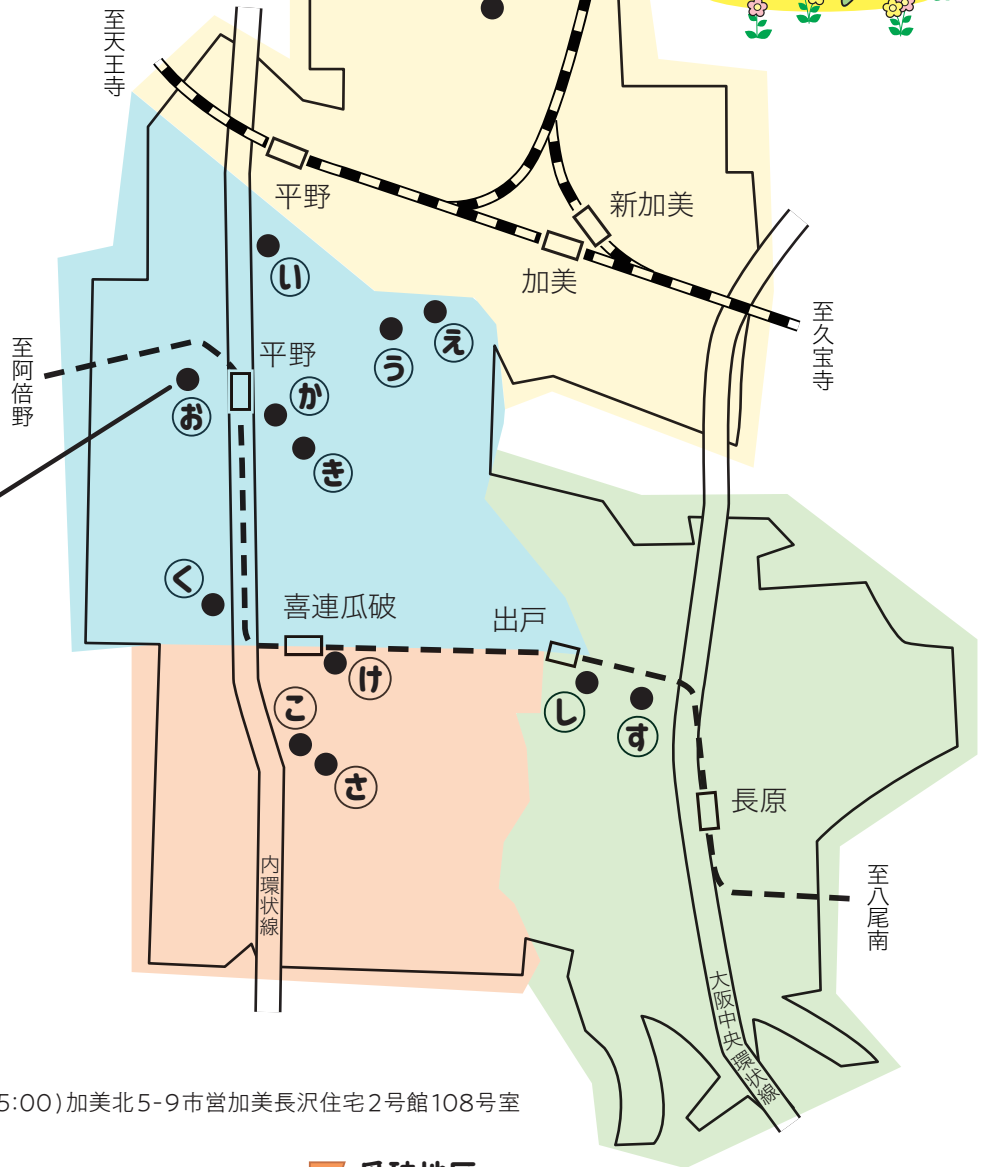 至天王寺
平野
新加美
加美
至久宝寺
い
え
う
至阿倍野
平野
か
お
き
く
喜連瓜破
出戸
け
こ
し
す
さ
長原
内環状線
至八尾南
大阪中央環状線
5:00)加美北5-9市営加美長沢住宅2号館108号室